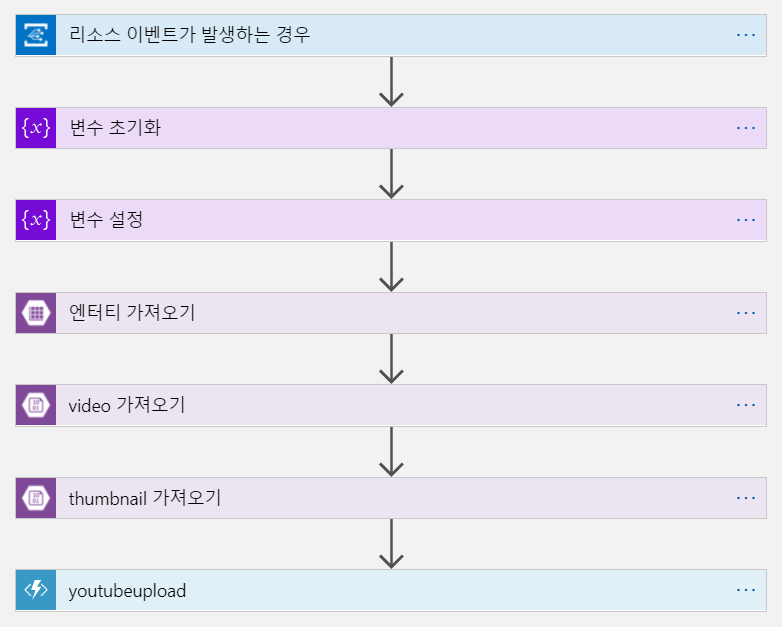 리소스 이벤트가 발생하는 경우
{x} 변수 초기화
{x} 변수 설정
엔터티 가져오기
video 가져오기
thumbnail 가져오기
youtubeupload